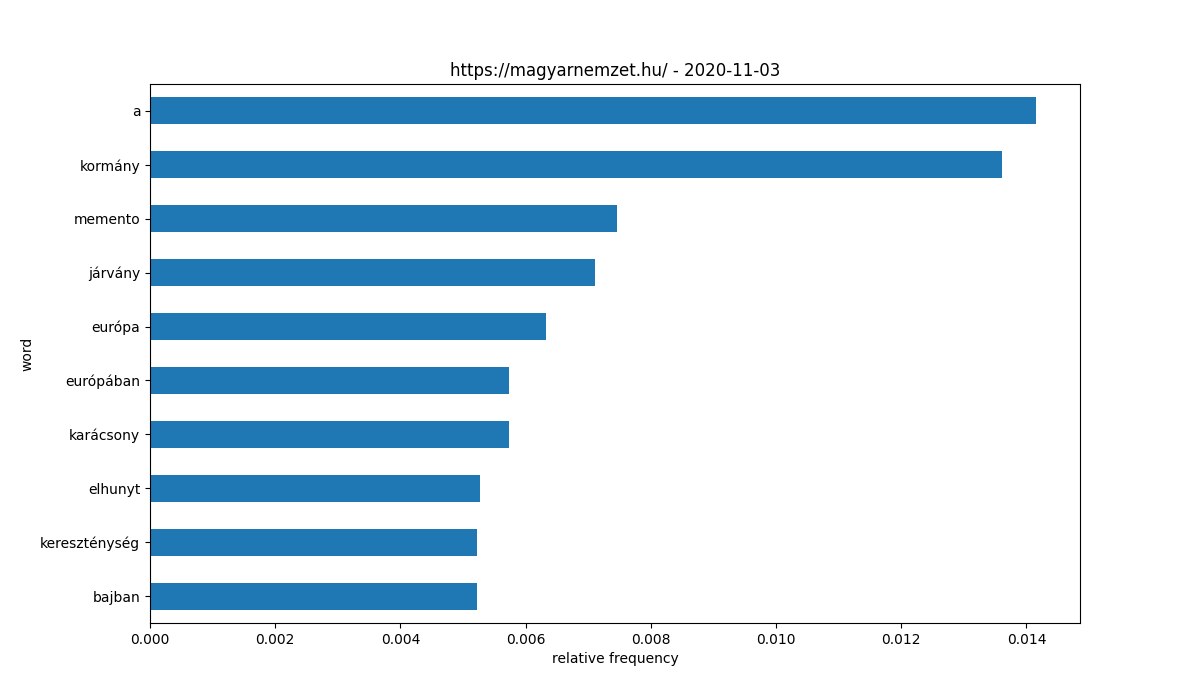 https://magyarnemzet.hu/ - 2020-11-03
a
kormány
memento
járvány
európa
európában
karácsony
elhunyt
kereszténység
bajban
word
0.000 0.002 0.004 0.006 0.008 0.010 0.012 0.014
relative frequency